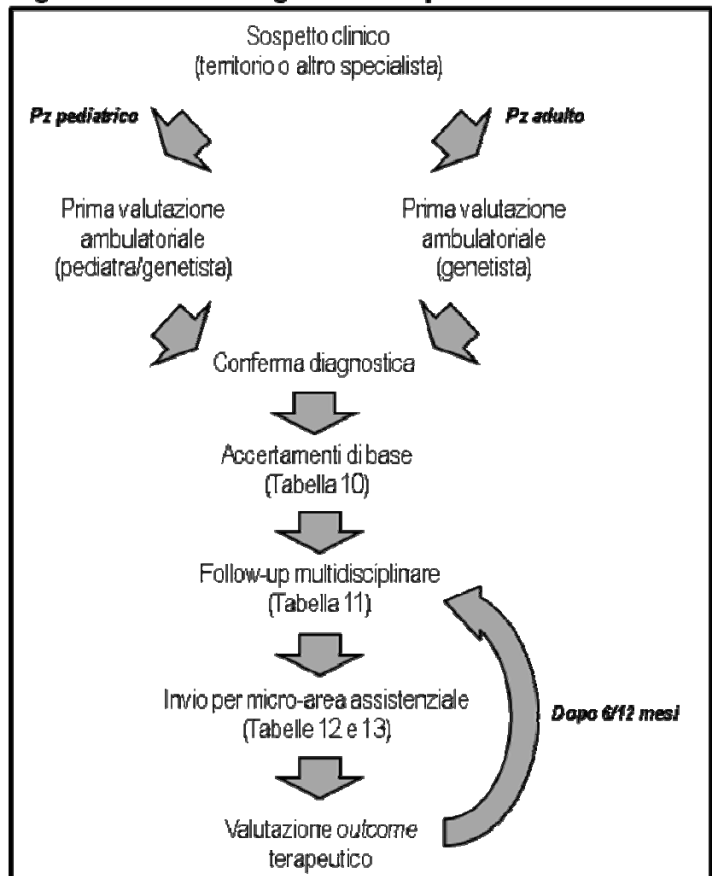 Sospetto clinico
(territorio o altro specialista)
Pz pediatrico
Pz adulto
Prima valutazione
ambulatoriale
(pediatra/genetista)
Prima valutazione
ambulatoriale
(genetista)
Conferma diagnostica
Accertamenti di base
(Tabella 10)
Follow-up multidisciplinare
(Tabella 11)
Invio per micro-area assistenziale
(Tabelle 12 e 13)
Dopo 6/12 mesi
Valutazione outcome
terapeutico